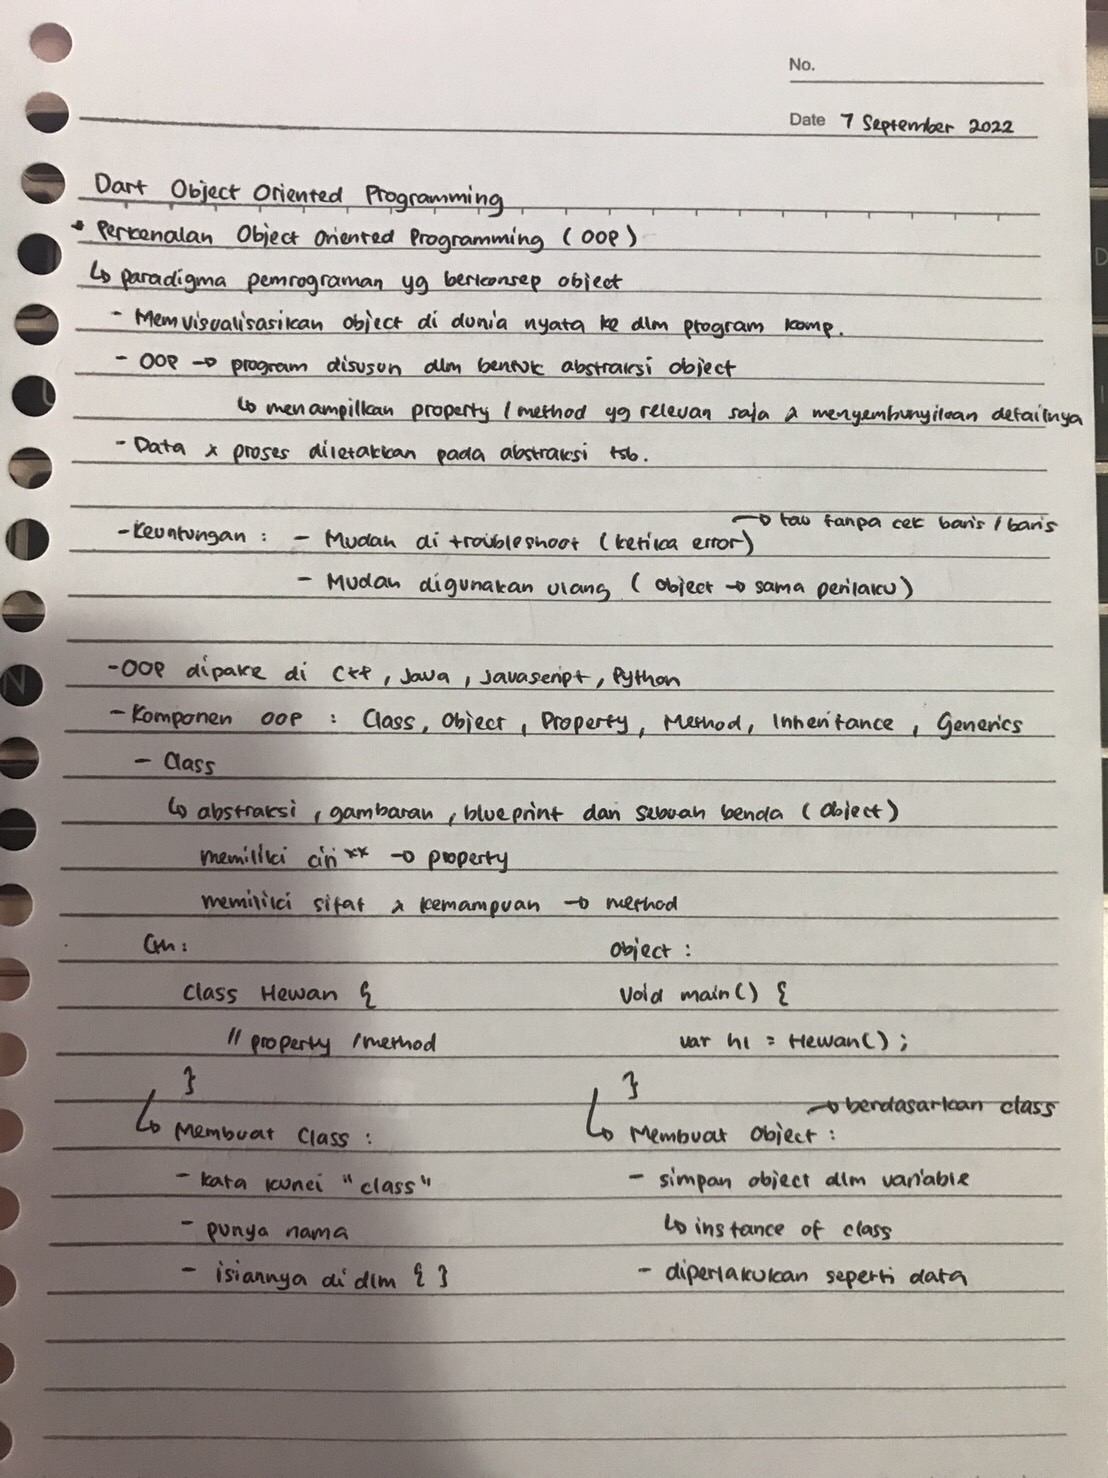 No.
Date 7 September 2022
Dart Object Oriented Programming
* Perkenalan Object Oriented Programming (OOP)
↳ paradigma pemrograman yg berkonsep object
- Memvisualisasikan object di dunia nyata ke dlm program komp.
- OOP → program disusun dlm bentuk abstraksi object
↳ menampilkan property / method yg relevan saja & menyembunyikan detailnya
- Data & proses diletakkan pada abstraksi tsb.
→ tau tanpa cek baris / baris
- Keuntungan : - Mudah di troubleshoot (ketika error)
- Mudah digunakan ulang ( object → sama perilaku )
- OOP dipake di C++, Java, Javascript, Python
- Komponen OOP : Class, Object, Property, Method, Inheritance, Generics
- Class
↳ abstraksi, gambaran, blueprint dari sebuah benda (object)
memiliki ciri ** → property
memiliki sifat & kemampuan → method
Cth: Object :
Class Hewan { Void main() {
// property / method var h1 = Hewan();
} }
→ berdasarkan class
↳ Membuat Class : ↳ Membuat Object :
- kata kunci "class" - simpan object dlm variable
- punya nama ↳ instance of class
- isiannya di dlm { } - diperlakukan seperti data